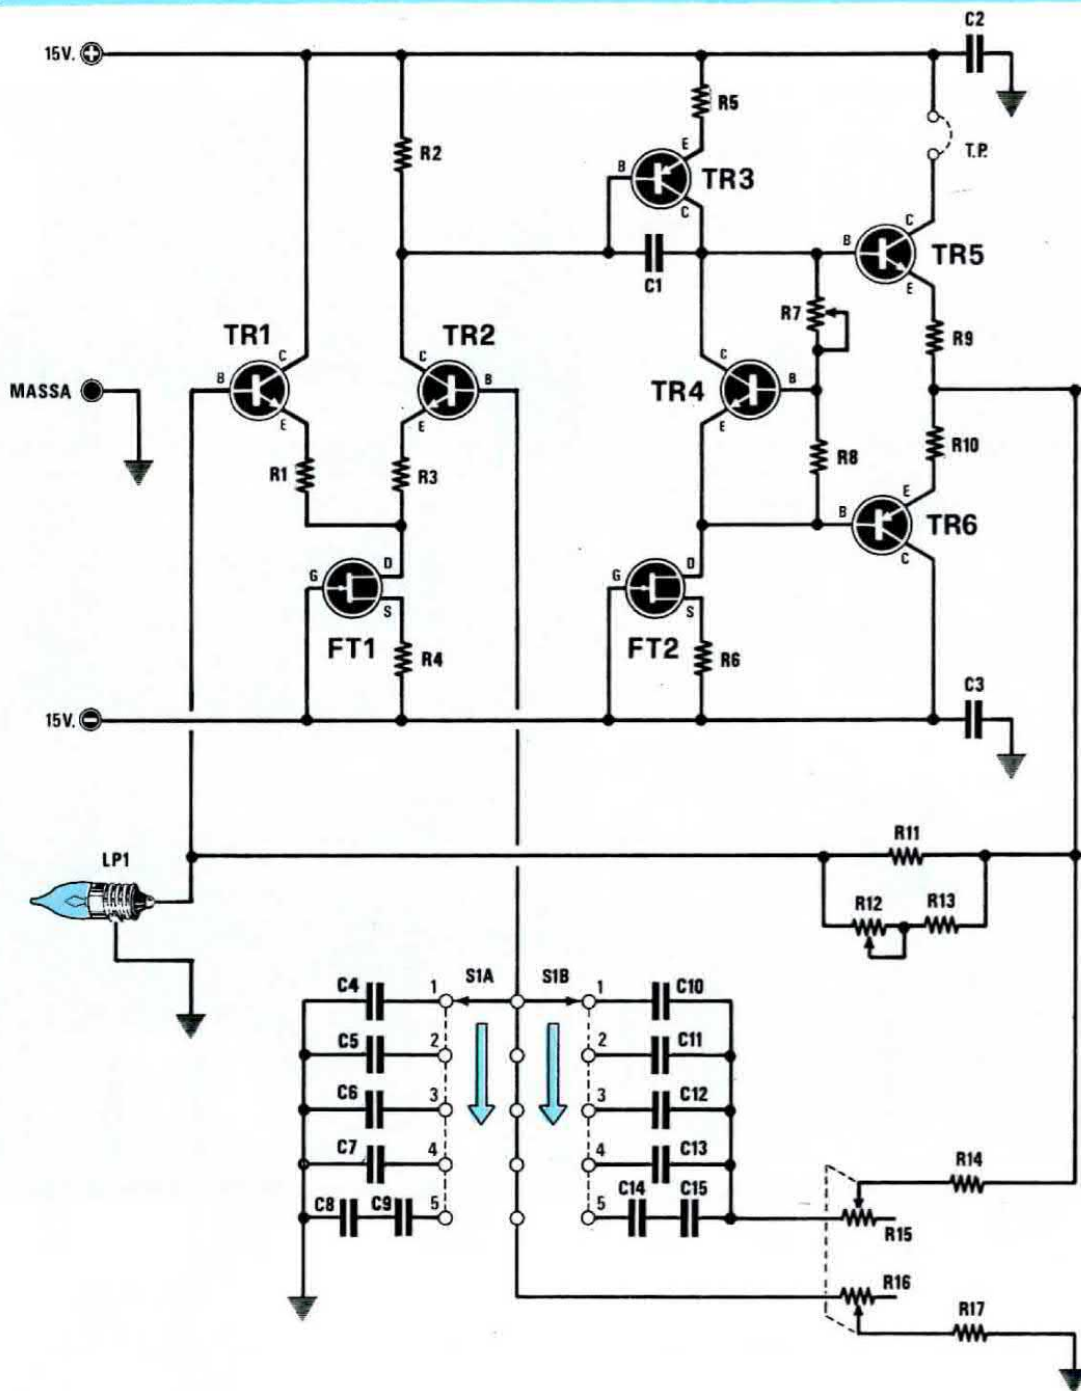 C2
15V. +
R5
R2
T.P.
B
E
TR3
C
C
B
TR5
C1
E
R7
TR1
TR2
R9
C
C
C
B
B
TR4
B
MASSA
E
E
E
R10
R1
R3
R8
E
B
TR6
D
D
C
G
G
S
S
FT1
FT2
R4
R6
C3
15V. -
R11
LP1
R12
R13
S1A
S1B
C4
1
1
C10
C5
2
2
C11
C6
3
3
C12
C7
4
4
C13
R14
C8
C9
5
5
C14
C15
R15
R16
R17